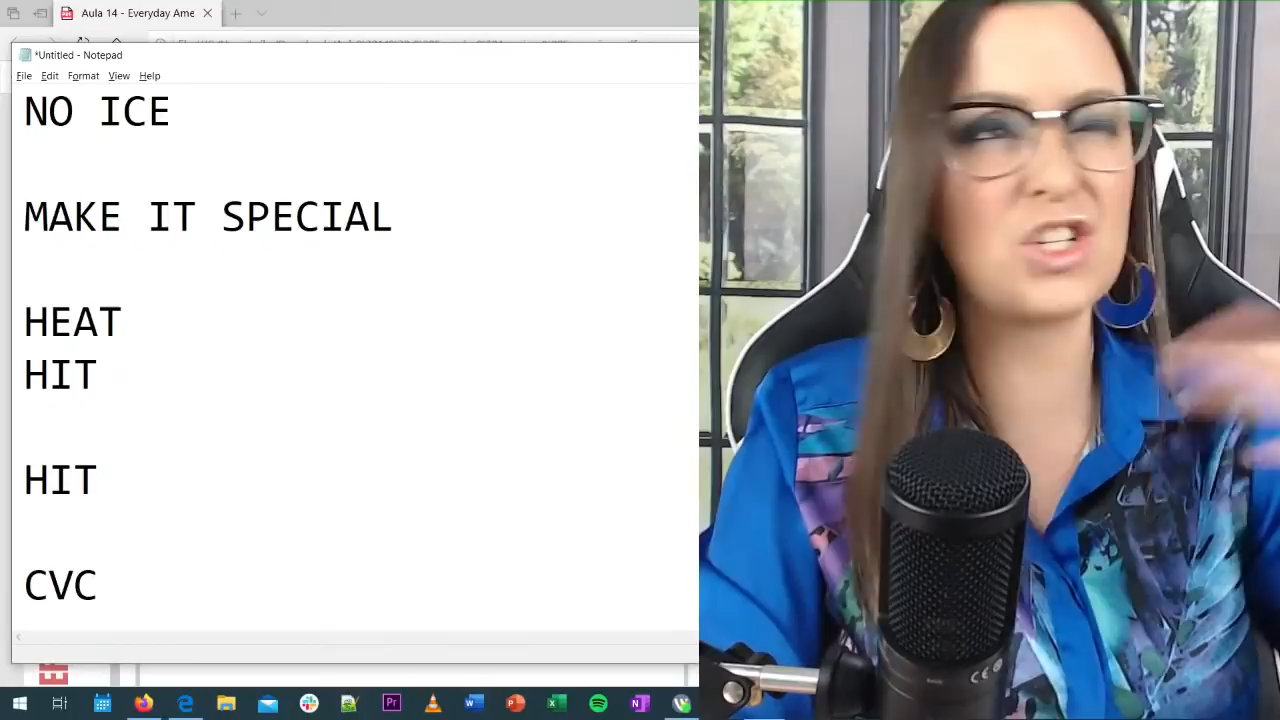 Aula 14 - Everyday Ame
*Untitled - Notepad
File Edit Format View Help
NO ICE
MAKE IT SPECIAL
HEAT
HIT
HIT
CVC